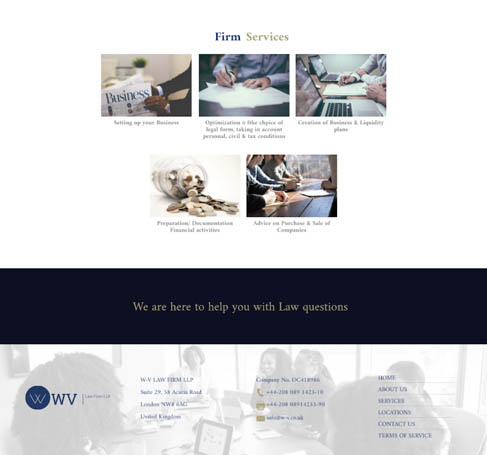 Firm Services
Business
Setting up your Business
Optimization o fthe chpice of
legal form, taking in account
personal, civil & tax conditions
Creation of Business & Liquidity
plans
Preparation/ Documentation
Financial activities
Advice on Purchase & Sale of
Companies
We are here to help you with Law questions
WV
Law Firm LLP
W-V LAW FIRM LLP
Suite 29, 58 Acacia Road
London NW8 6AG
United Kingdom
Company No. OC418986
+44-208 089 1423-10
+44-208 08914233-90
HOME
ABOUT US
SERVICES
LOCATIONS
CONTACT US
TERMS OF SERVICE